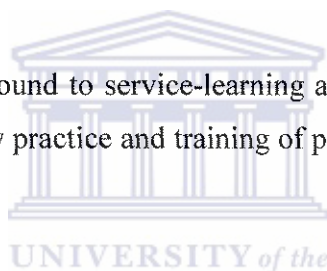 ound to service-learning a
practice and training of p
UNIVERSITY of the